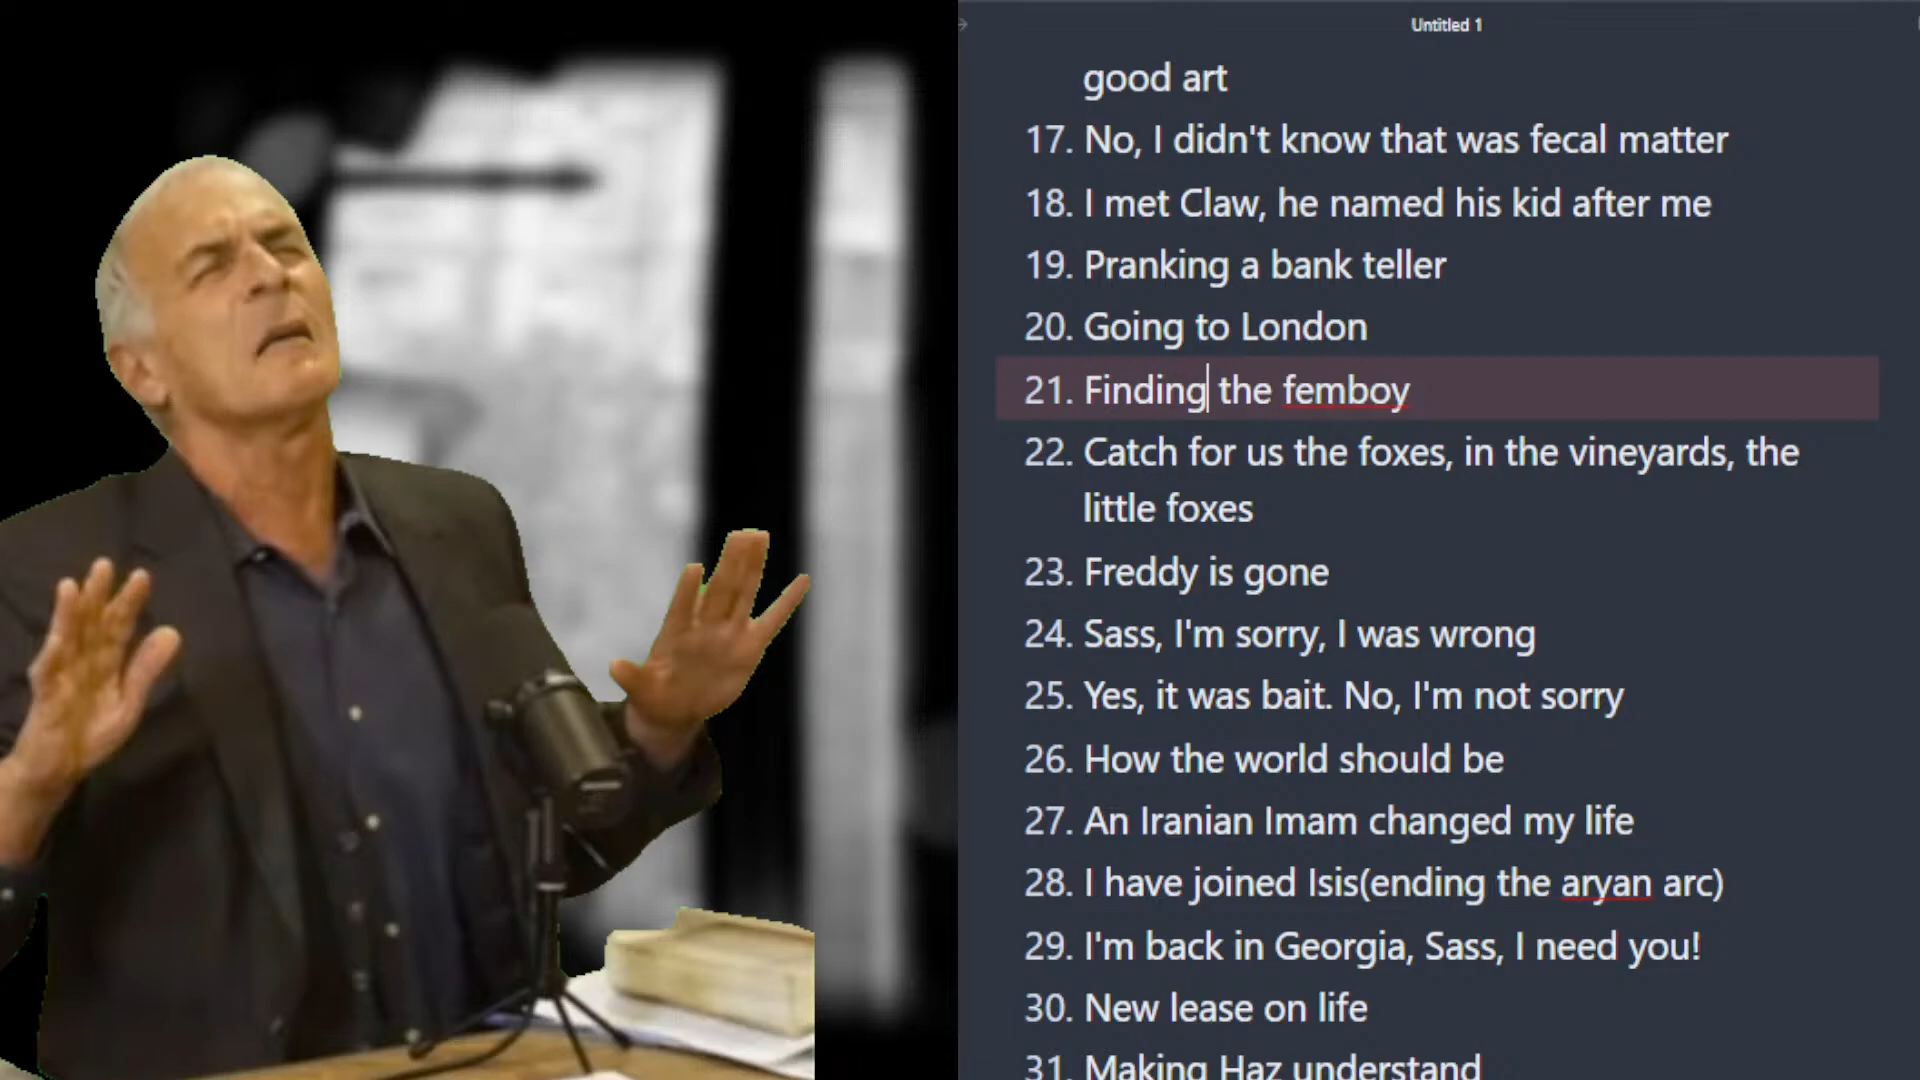 Untitled 1
good art
17. No, I didn't know that was fecal matter
18. I met Claw, he named his kid after me
19. Pranking a bank teller
20. Going to London
21. Finding the femboy
22. Catch for us the foxes, in the vineyards, the
little foxes
23. Freddy is gone
24. Sass, I'm sorry, I was wrong
25. Yes, it was bait. No, I'm not sorry
26. How the world should be
27. An Iranian Imam changed my life
28. I have joined Isis(ending the aryan arc)
29. I'm back in Georgia, Sass, I need you!
30. New lease on life
31. Making Haz understand